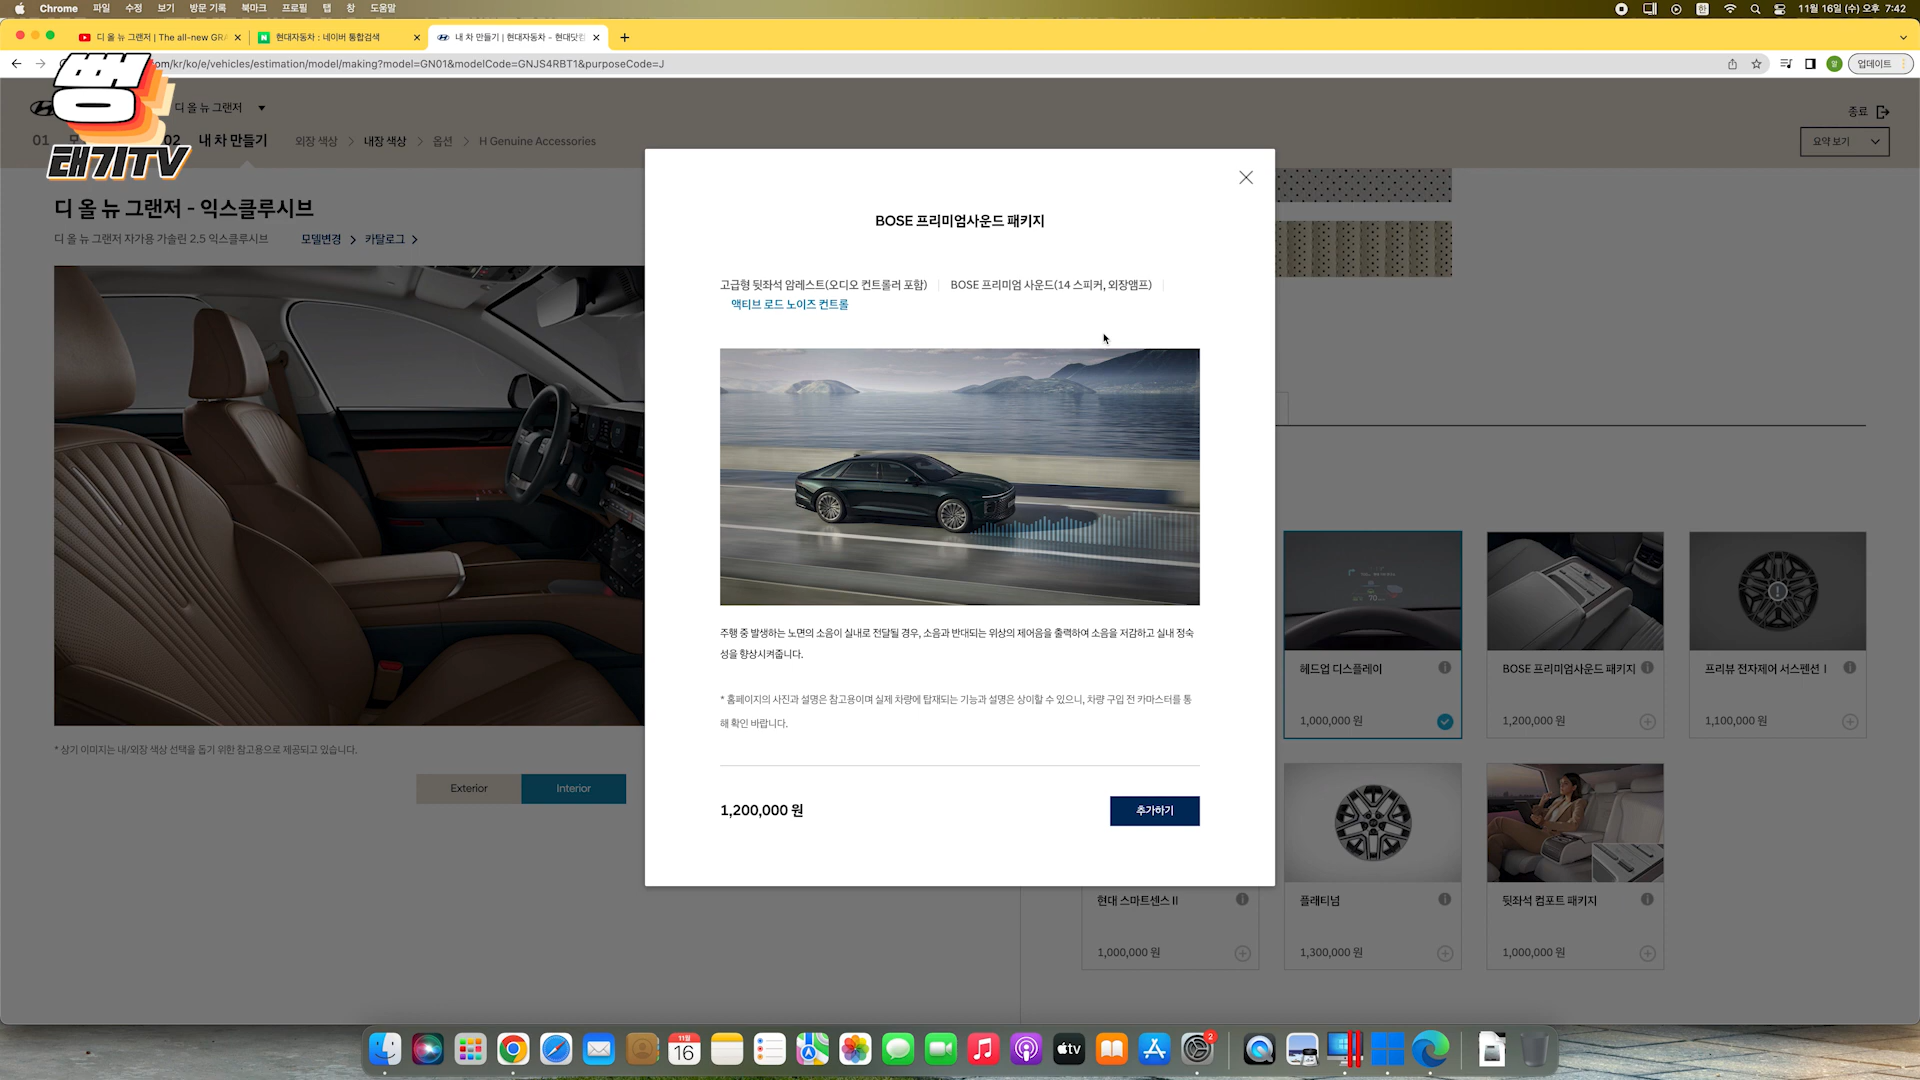 Chrome 파일 수정 보기 방문 기록 북마크 프로필 탭 창 도움말
한 11월 16일 (수) 오후 7:42
디 올 뉴 그랜저 | The all-new GR
현대자동차 : 네이버 통합검색
내 차 만들기 | 현대자동차 - 현대닷컴
om/kr/ko/e/vehicles/estimation/model/making?model=GN01&modelCode=GNJS4RBT1&purposeCode=J
업데이트
태기TV
디 올 뉴 그랜저
종료
01
02 내 차 만들기
외장 색상 > 내장 색상 > 옵션 > H Genuine Accessories
요약 보기
디 올 뉴 그랜저 - 익스클루시브
디 올 뉴 그랜저 자가용 가솔린 2.5 익스클루시브
모델변경 > 카탈로그 >
* 상기 이미지는 내/외장 색상 선택을 돕기 위한 참고용으로 제공되고 있습니다.
Exterior
Interior
BOSE 프리미엄사운드 패키지
고급형 뒷좌석 암레스트(오디오 컨트롤러 포함) | BOSE 프리미엄 사운드(14 스피커, 외장앰프) |
액티브 로드 노이즈 컨트롤
주행 중 발생하는 노면의 소음이 실내로 전달될 경우, 소음과 반대되는 위상의 제어음을 출력하여 소음을 저감하고 실내 정숙
성을 향상시켜줍니다.
* 홈페이지의 사진과 설명은 참고용이며 실제 차량에 탑재되는 기능과 설명은 상이할 수 있으니, 차량 구입 전 카마스터를 통
해 확인 바랍니다.
1,200,000 원
추가하기
헤드업 디스플레이
1,000,000 원
BOSE 프리미엄사운드 패키지
1,200,000 원
프리뷰 전자제어 서스펜션 I
1,100,000 원
현대 스마트센스 II
1,000,000 원
플래티넘
1,300,000 원
뒷좌석 컴포트 패키지
1,000,000 원
11월
16
tv
2